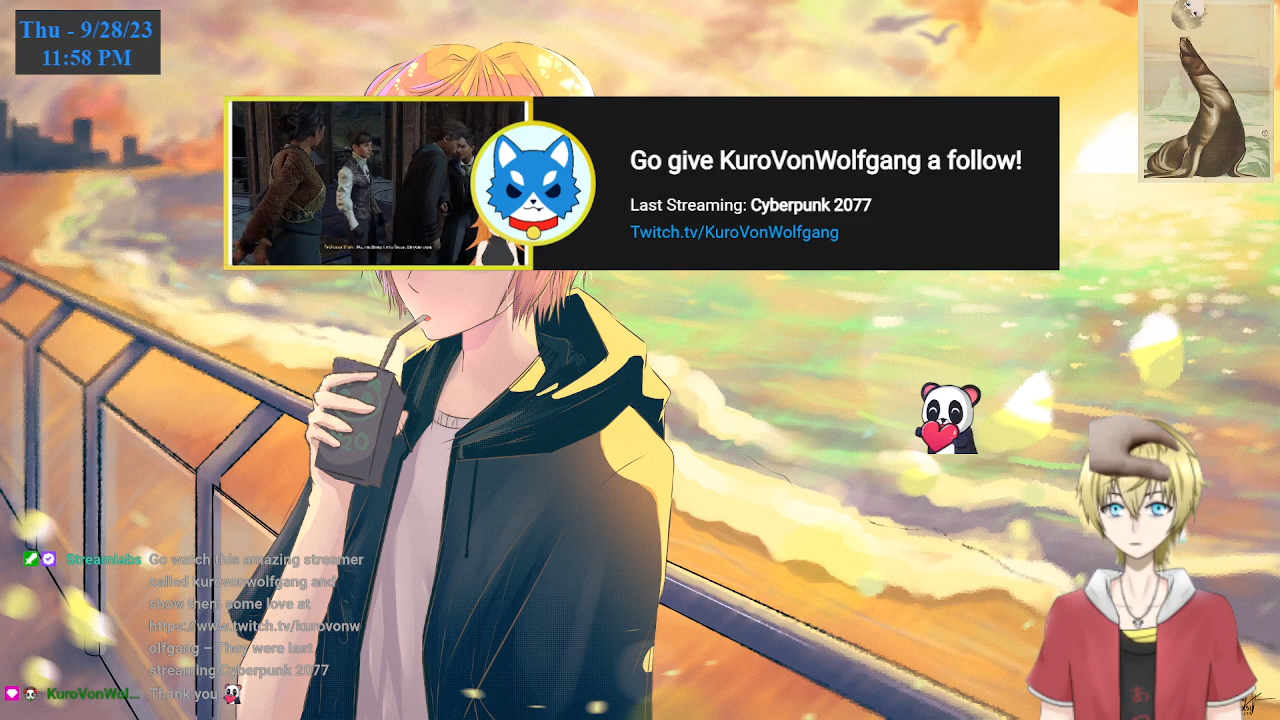 Thu - 9/28/23
11:58 PM
Go give KuroVonWolfgang a follow!
Last Streaming: Cyberpunk 2077
Twitch.tv/KuroVonWolfgang
Streamlabs Go watch this amazing streamer
called kurovonwolfgang and
show them some love at
https://www.twitch.tv/kurovonw
olfgang – They were last
streaming Cyberpunk 2077
KuroVonWol... Thank you
あ